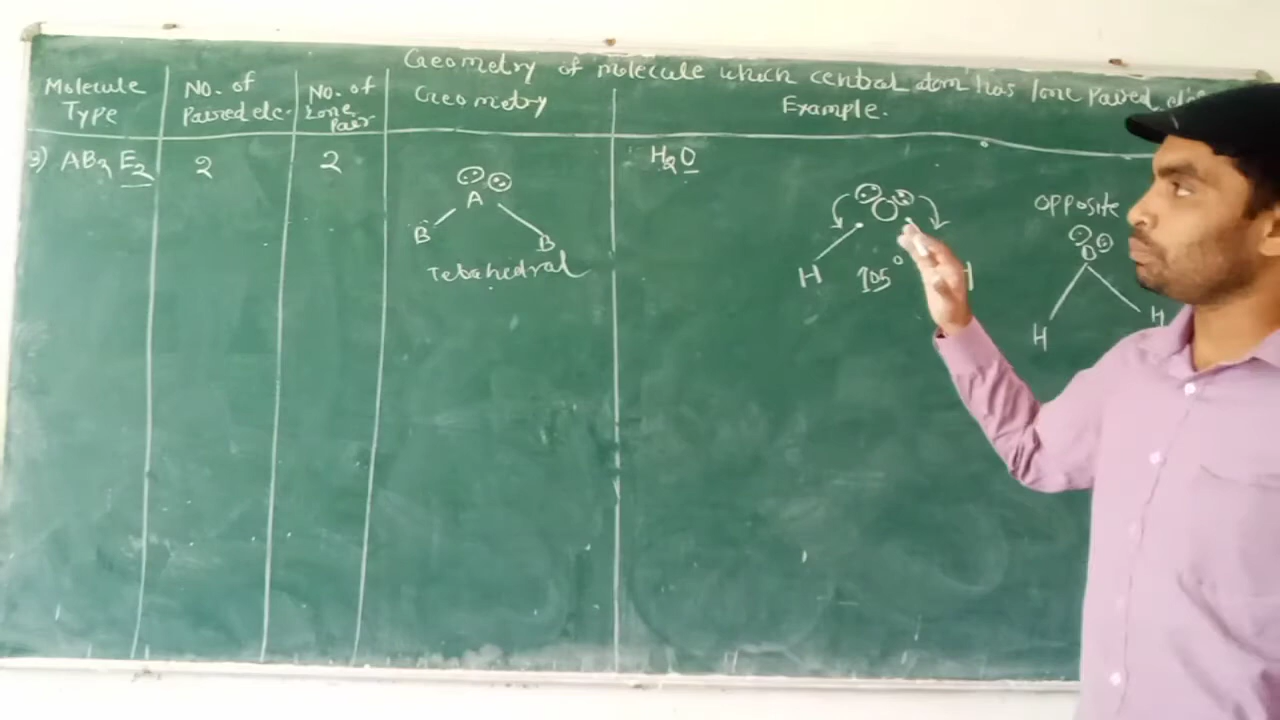 Geometry of molecule which central atom has lone Paired
Molecule Type
NO. of Paired ele.
NO. of Lone Pair
Geometry
Example.
3) AB2 E2
2
2
A
B
B
Tetahedral
H2O
O
H
105°
H
OPPOSITE
O
H
H